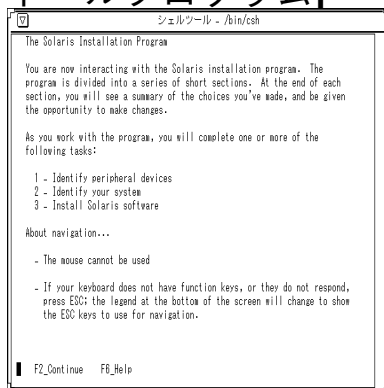 シェルツール - /bin/csh
The Solaris Installation Program
You are now interacting with the Solaris installation program.  The
program is divided into a series of short sections.  At the end of each
section, you will see a summary of the choices you've made, and be given
the opportunity to make changes.
As you work with the program, you will complete one or more of the
following tasks:
1 - Identify peripheral devices
2 - Identify your system
3 - Install Solaris software
About navigation...
- The mouse cannot be used
- If your keyboard does not have function keys, or they do not respond,
press ESC; the legend at the bottom of the screen will change to show
the ESC keys to use for navigation.
F2_Continue    F6_Help